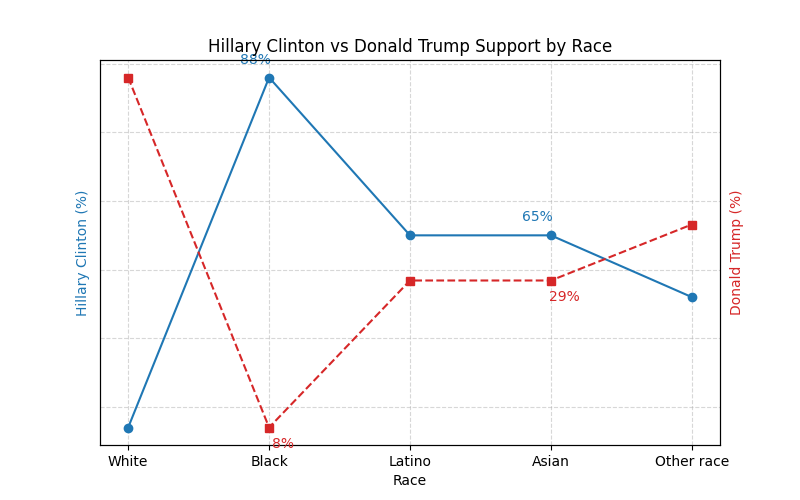 Hillary Clinton vs Donald Trump Support by Race
88%
65%
29%
8%
Hillary Clinton (%)
Donald Trump (%)
White Black Latino Asian Other race
Race